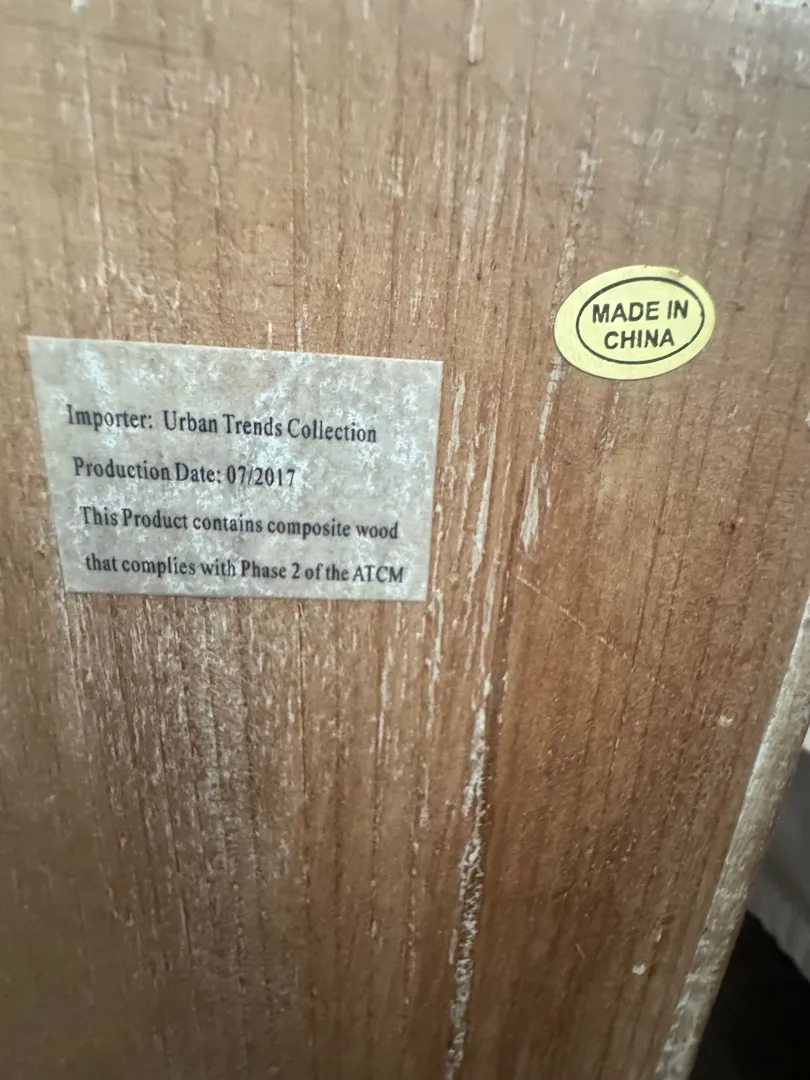 MADE IN
CHINA
Importer: Urban Trends Collection
Production Date: 07/2017
This Product contains composite wood
that complies with Phase 2 of the ATCM